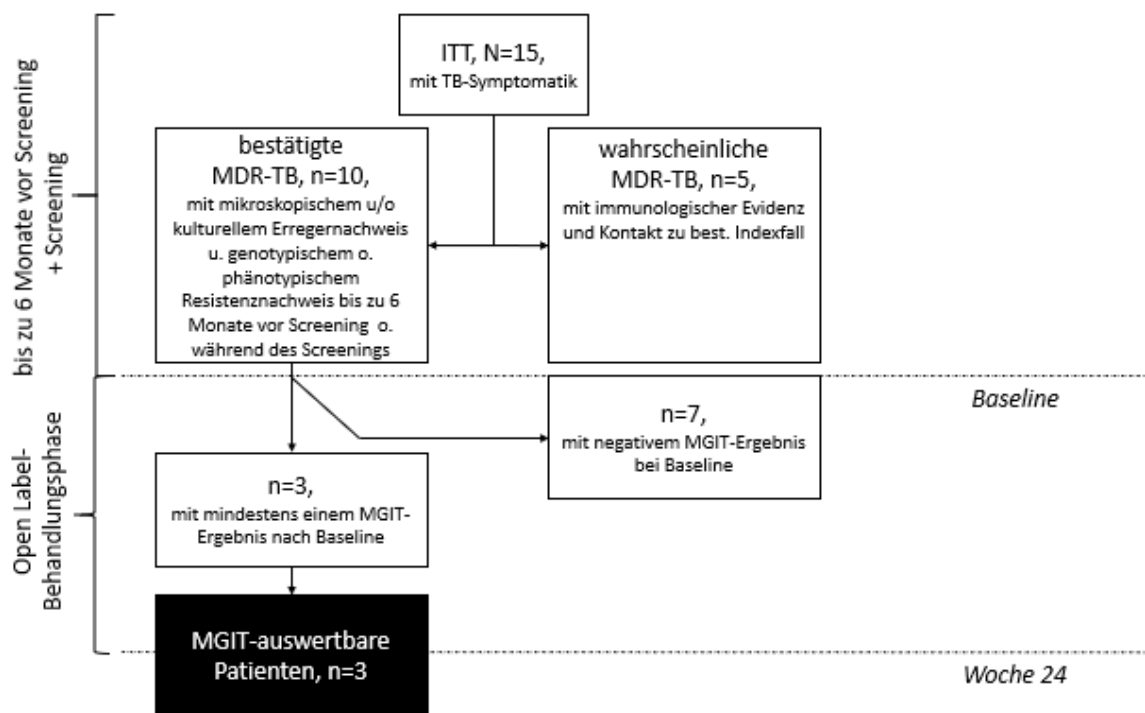 bis zu 6 Monate vor Screening
+ Screening
ITT, N=15,
mit TB-Symptomatik
bestätigte
MDR-TB, n=10,
mit mikroskopischem u/o
kulturellem Erregernachweis
u. genotypischem o.
phänotypischem
Resistenznachweis bis zu 6
Monate vor Screening o.
während des Screenings
wahrscheinliche
MDR-TB, n=5,
mit immunologischer Evidenz
und Kontakt zu best. Indexfall
Baseline
Open Label-
Behandlungsphase
n=7,
mit negativem MGIT-Ergebnis
bei Baseline
n=3,
mit mindestens einem MGIT-
Ergebnis nach Baseline
MGIT-auswertbare
Patienten, n=3
Woche 24